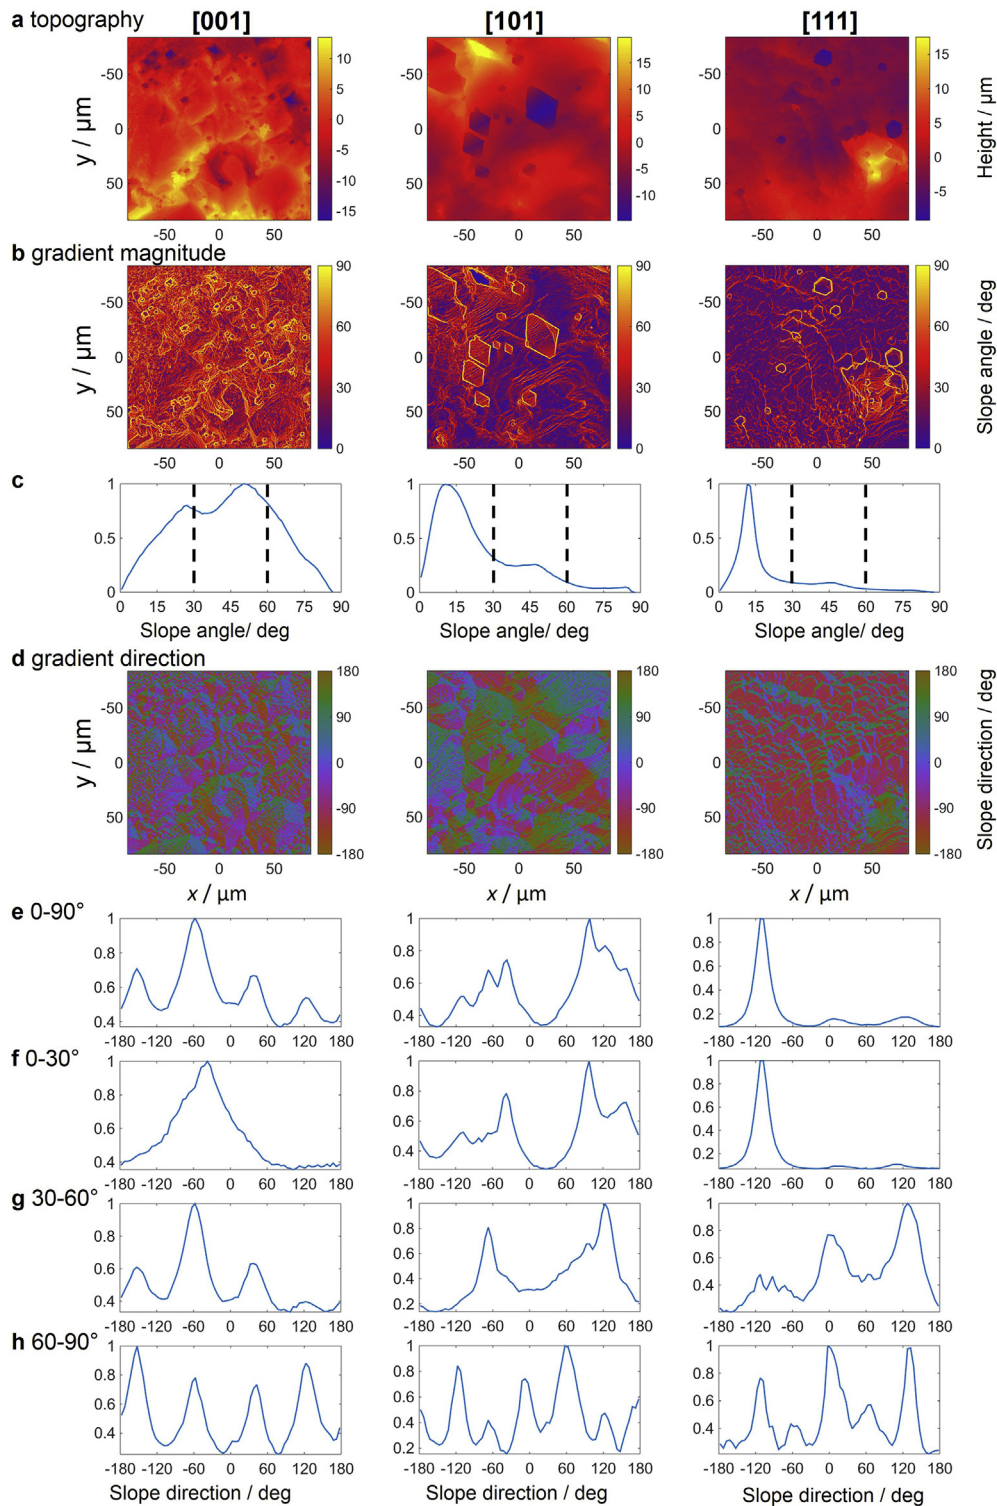 a topography [001] [101] [111]
-50 0 50
y / μm
-50 0 50
10 5 0 -5 -10 -15
-50 0 50
15 10 5 0 -5 -10
-50 0 50
15 10 5 0 -5
Height / μm
b gradient magnitude
-50 0 50
y / μm
-50 0 50
90 60 30 0
-50 0 50
90 60 30 0
-50 0 50
90 60 30 0
Slope angle / deg
c
1 0.5 0
0 15 30 45 60 75 90
1 0.5 0
0 15 30 45 60 75 90
1 0.5 0
0 15 30 45 60 75 90
Slope angle/ deg Slope angle/ deg Slope angle/ deg
d gradient direction
-50 0 50
y / μm
-50 0 50
180 90 0 -90 -180
-50 0 50
180 90 0 -90 -180
-50 0 50
180 90 0 -90 -180
Slope direction / deg
x / μm x / μm x / μm
e 0-90°
1 0.8 0.6 0.4
-180 -120 -60 0 60 120 180
1 0.8 0.6 0.4
-180 -120 -60 0 60 120 180
1 0.8 0.6 0.4 0.2
-180 -120 -60 0 60 120 180
f 0-30°
1 0.8 0.6 0.4
-180 -120 -60 0 60 120 180
1 0.8 0.6 0.4
-180 -120 -60 0 60 120 180
1 0.8 0.6 0.4 0.2
-180 -120 -60 0 60 120 180
g 30-60°
1 0.8 0.6 0.4
-180 -120 -60 0 60 120 180
1 0.8 0.6 0.4 0.2
-180 -120 -60 0 60 120 180
1 0.8 0.6 0.4
-180 -120 -60 0 60 120 180
h 60-90°
1 0.8 0.6 0.4
-180 -120 -60 0 60 120 180
1 0.8 0.6 0.4 0.2
-180 -120 -60 0 60 120 180
1 0.8 0.6 0.4
-180 -120 -60 0 60 120 180
Slope direction / deg Slope direction / deg Slope direction / deg